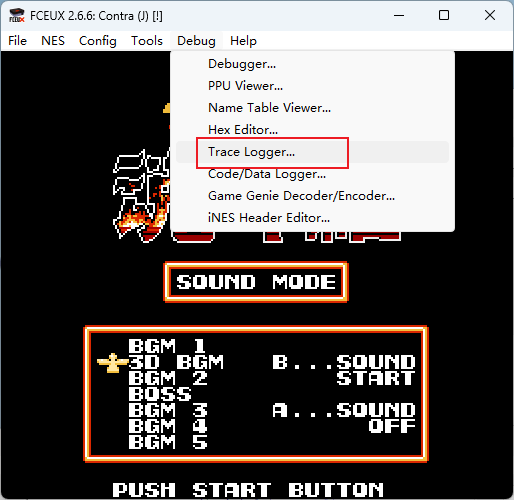 FCEUX 2.6.6: Contra (J) [!]
File NES Config Tools Debug Help
Debugger...
PPU Viewer...
Name Table Viewer...
Hex Editor...
Trace Logger...
Code/Data Logger...
Game Genie Decoder/Encoder...
iNES Header Editor...
SOUND MODE
BGM 1
3D BGM B...SOUND
BGM 2 START
BOSS
BGM 3 A...SOUND
BGM 4 OFF
BGM 5
PUSH START BUTTON